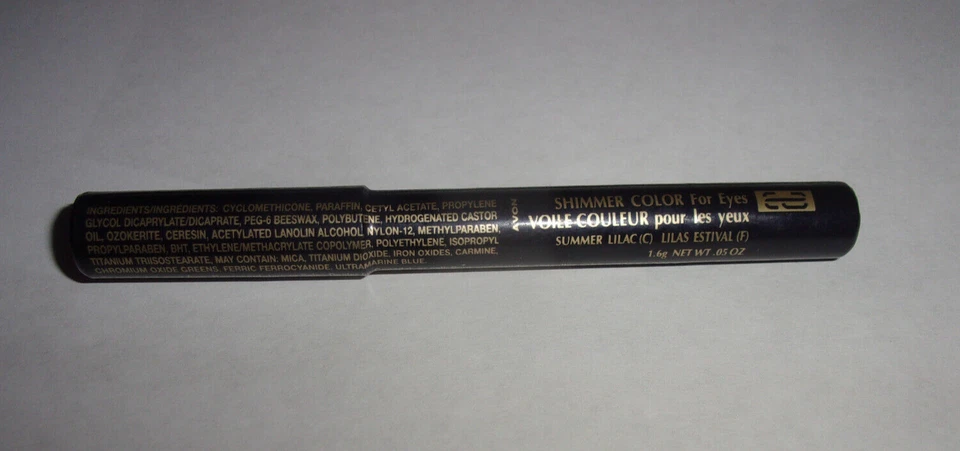 INGREDIENTS/INGRÉDIENTS: CYCLOMETHICONE, PARAFFIN, CETYL ACETATE, PROPYLENE
GLYCOL DICAPRYLATE/DICAPRATE, PEG-6 BEESWAX, POLYBUTENE, HYDROGENATED CASTOR
OIL, OZOKERITE, CERESIN, ACETYLATED LANOLIN ALCOHOL, NYLON-12, METHYLPARABEN,
PROPYLPARABEN, BHT, ETHYLENE/METHACRYLATE COPOLYMER, POLYETHYLENE, ISOPROPYL
TITANIUM TRIISOSTEARATE, MAY CONTAIN: MICA, TITANIUM DIOXIDE, IRON OXIDES, CARMINE,
CHROMIUM OXIDE GREENS, FERRIC FERROCYANIDE, ULTRAMARINE BLUE.
AVON
SHIMMER COLOR For Eyes
VOILE COULEUR pour les yeux
SUMMER LILAC (C) LILAS ESTIVAL (F)
1.6g NET WT .05 OZ